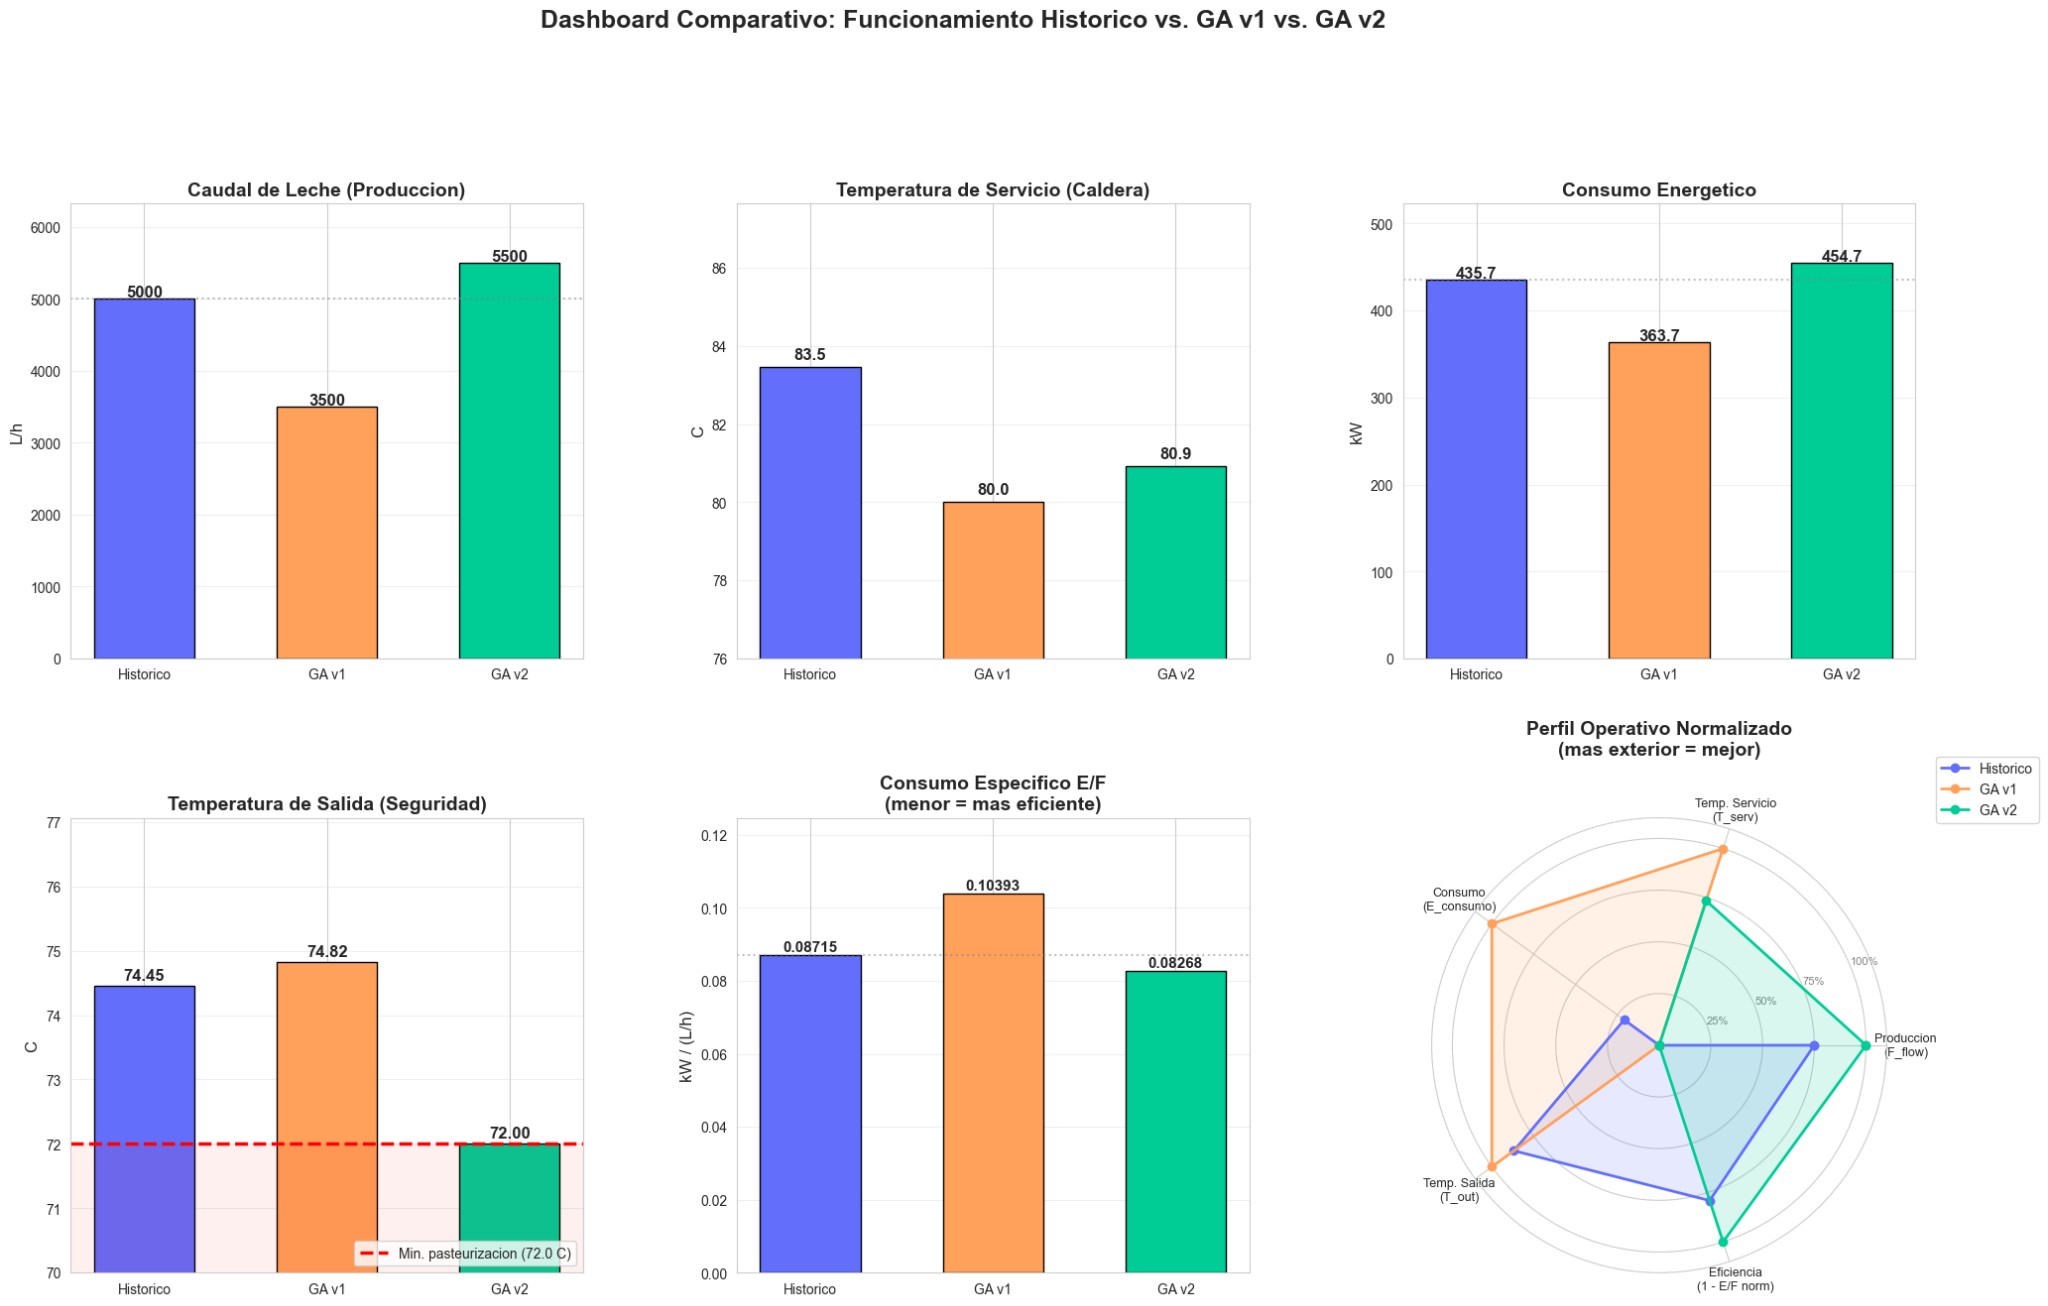 Dashboard Comparativo: Funcionamiento Historico vs. GA v1 vs. GA v2
Caudal de Leche (Produccion)
L/h
6000
5000
4000
3000
2000
1000
0
5000
3500
5500
Historico
GA v1
GA v2
Temperatura de Servicio (Caldera)
C
86
84
82
80
78
76
83.5
80.0
80.9
Historico
GA v1
GA v2
Consumo Energetico
kW
500
400
300
200
100
0
435.7
363.7
454.7
Historico
GA v1
GA v2
Temperatura de Salida (Seguridad)
C
77
76
75
74
73
72
71
70
74.45
74.82
72.00
Min. pasteurizacion (72.0 C)
Historico
GA v1
GA v2
Consumo Especifico E/F
(menor = mas eficiente)
kW / (L/h)
0.12
0.10
0.08
0.06
0.04
0.02
0.00
0.08715
0.10393
0.08268
Historico
GA v1
GA v2
Perfil Operativo Normalizado
(mas exterior = mejor)
Historico
GA v1
GA v2
Temp. Servicio
(T_serv)
Consumo
(E_consumo)
100%
75%
50%
25%
Produccion
(F_flow)
Temp. Salida
(T_out)
Eficiencia
(1 - E/F norm)